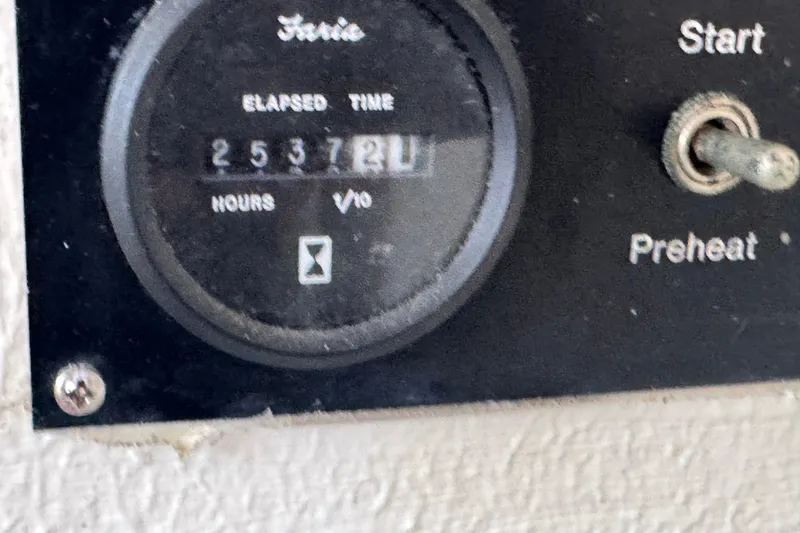 Faria
ELAPSED TIME
2 5 3 7 2
HOURS 1/10
Start
Preheat